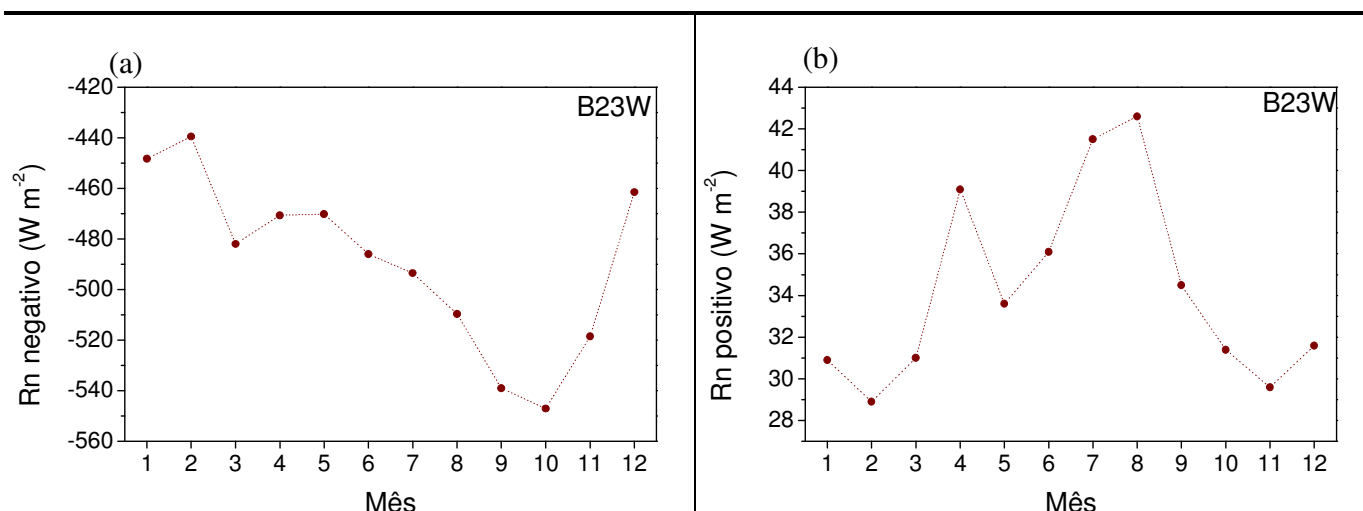 (a)
B23W
Rn negativo (W m⁻²)
-420
-440
-460
-480
-500
-520
-540
-560
1 2 3 4 5 6 7 8 9 10 11 12
Mês
(b)
B23W
Rn positivo (W m⁻²)
44
42
40
38
36
34
32
30
28
1 2 3 4 5 6 7 8 9 10 11 12
Mês